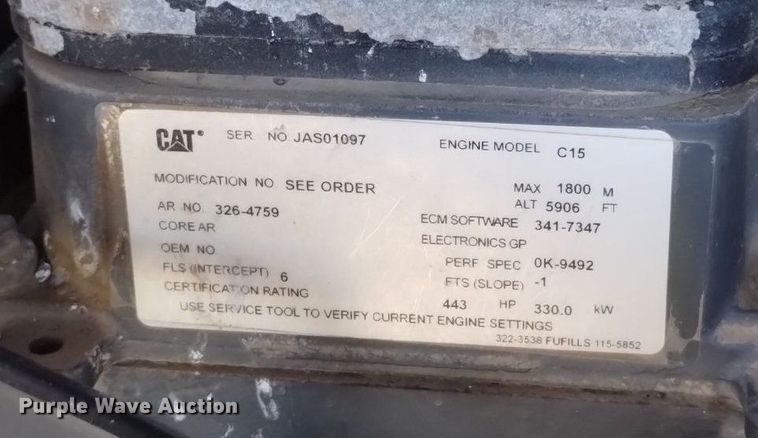 CAT® SER. NO. JAS01097 ENGINE MODEL C15
MODIFICATION NO. SEE ORDER MAX 1800 M
ALT 5906 FT
AR NO. 326-4759 ECM SOFTWARE 341-7347
CORE AR ELECTRONICS GP
OEM NO PERF SPEC 0K-9492
FLS (INTERCEPT) 6 FTS (SLOPE) -1
CERTIFICATION RATING 443 HP 330.0 kW
USE SERVICE TOOL TO VERIFY CURRENT ENGINE SETTINGS
322-3538 FUFILLS 115-5852
Purple Wave Auction